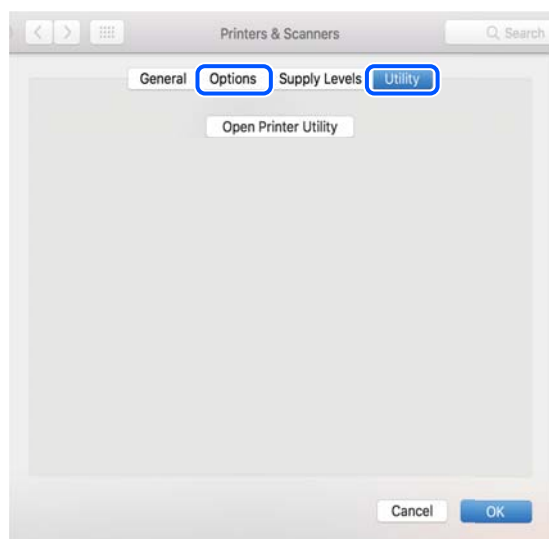 Printers & Scanners Search
General Options Supply Levels Utility
Open Printer Utility
Cancel OK